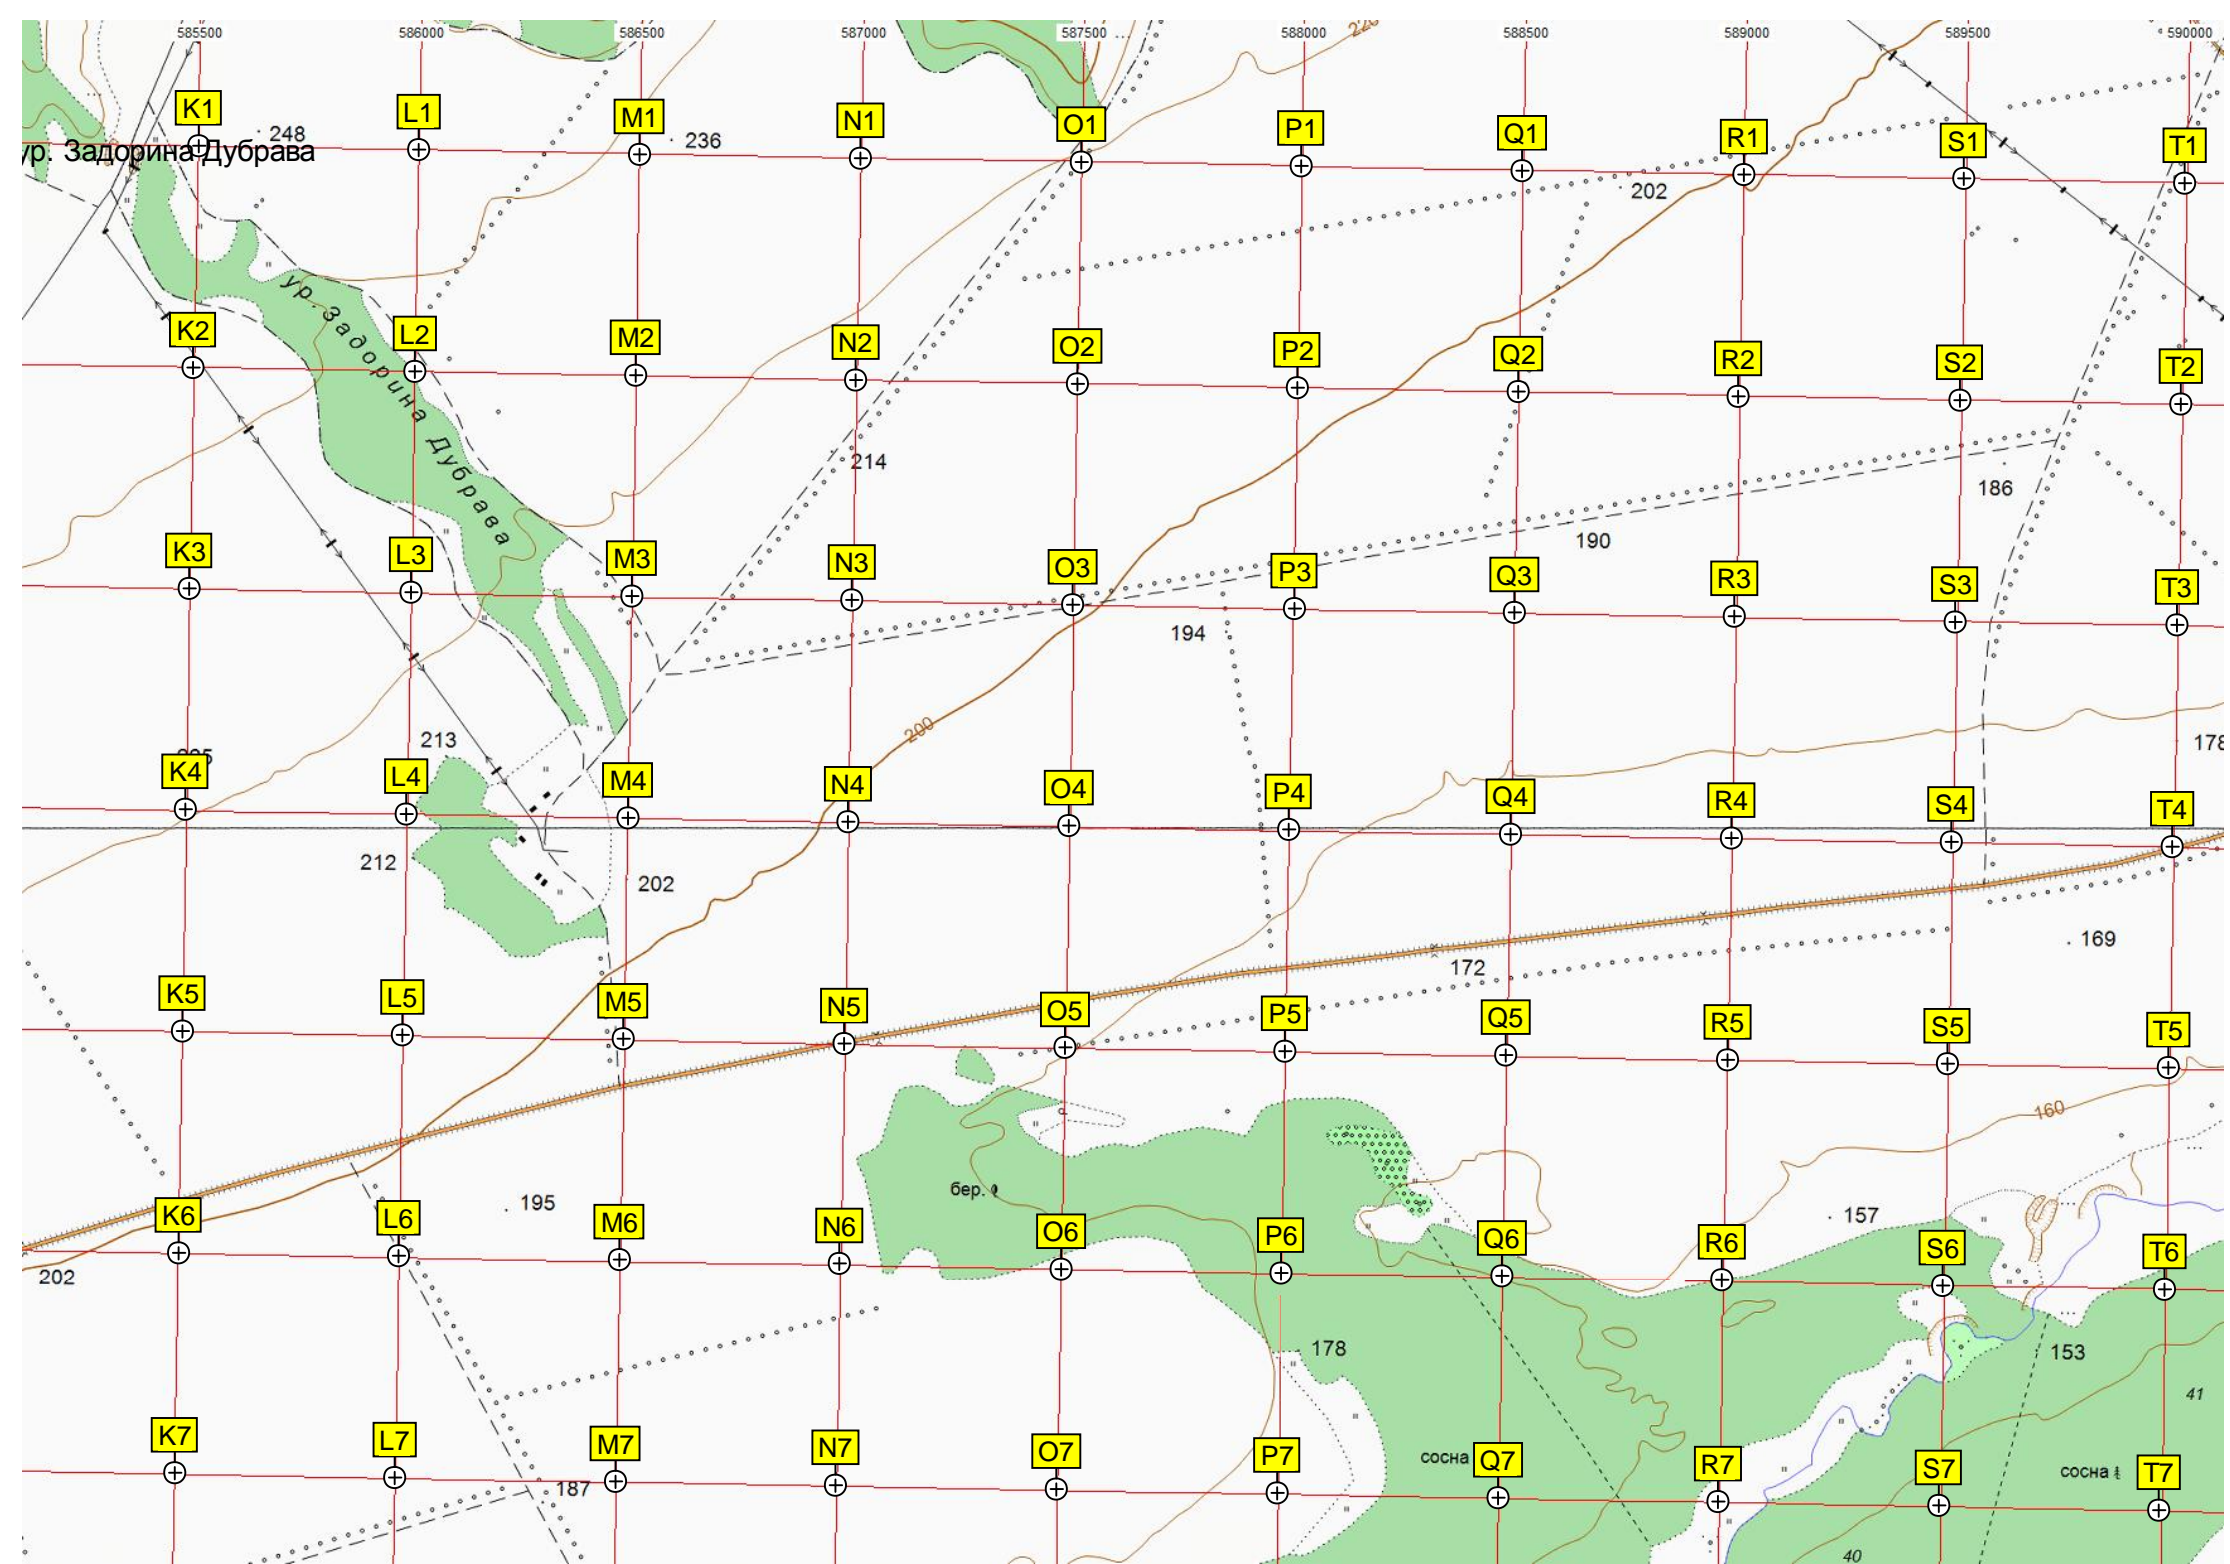 585500 586000 586500 587000 587500 588000 588500 589000 589500 590000
220
K1 L1 M1 N1 O1 P1 Q1 R1 S1 T1
248 236 202
ур. Задорина Дубрава
ур. Задорина Дубрава
K2 L2 M2 N2 O2 P2 Q2 R2 S2 T2
214 186 190
K3 L3 M3 N3 O3 P3 Q3 R3 S3 T3
194
200
213 178
K4 L4 M4 N4 O4 P4 Q4 R4 S4 T4
212 202
172 169
K5 L5 M5 N5 O5 P5 Q5 R5 S5 T5
160
бер.
195 157
K6 L6 M6 N6 O6 P6 Q6 R6 S6 T6
202
178 153
41
K7 L7 M7 N7 O7 P7 Q7 R7 S7 T7
сосна сосна
187
40